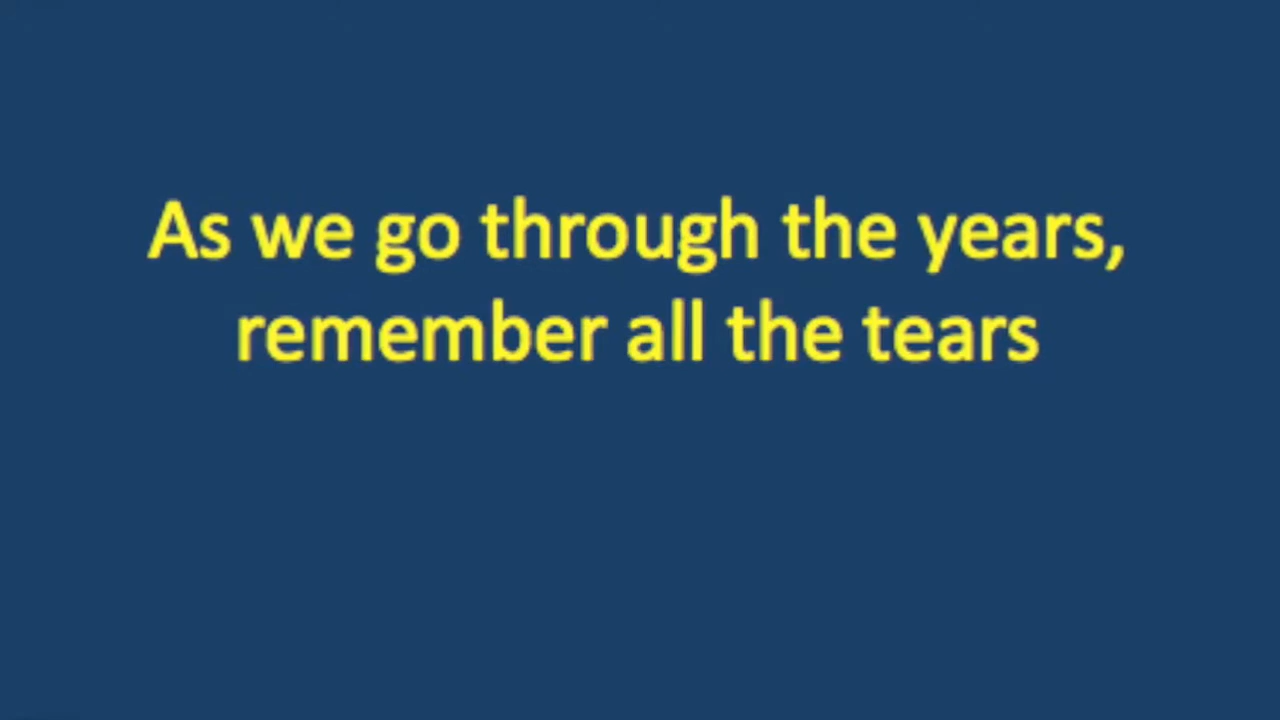 As we go through the years,
remember all the tears